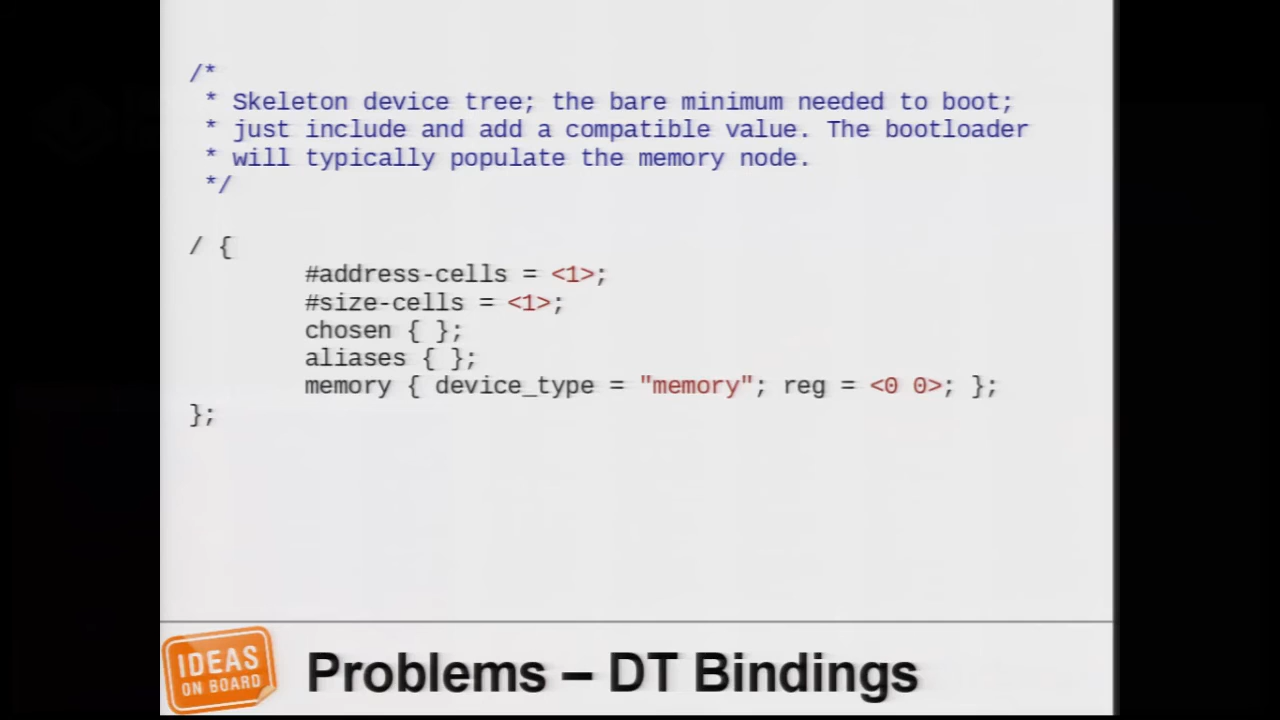 /*
 * Skeleton device tree; the bare minimum needed to boot;
 * just include and add a compatible value. The bootloader
 * will typically populate the memory node.
 */
/ {
        #address-cells = <1>;
        #size-cells = <1>;
        chosen { };
        aliases { };
        memory { device_type = "memory"; reg = <0 0>; };
};
IDEAS
ON BOARD
Problems – DT Bindings